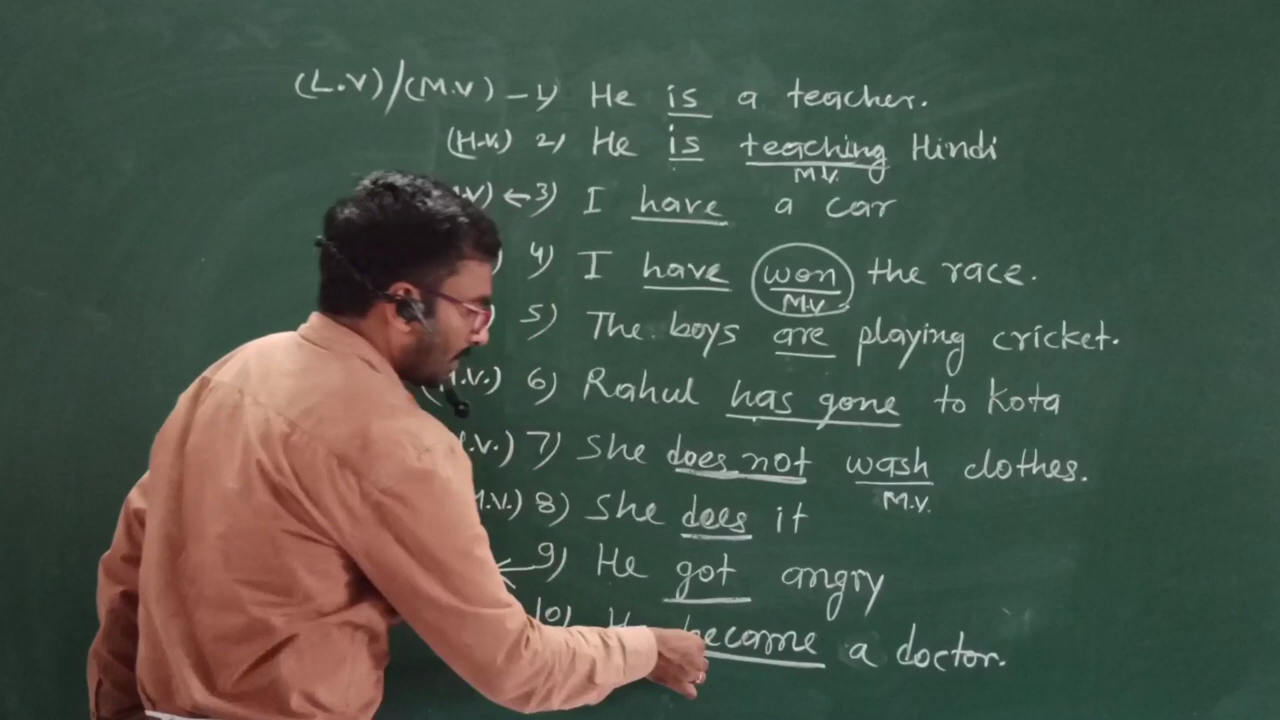 (L.V)/(M.V) – 1) He is a teacher.
(H.V.) 2) He is teaching Hindi
M.V.
V) ← 3) I have a car
) 4) I have won the race.
M.V.
) 5) The boys are playing cricket.
.V.) 6) Rahul has gone to Kota
.V.) 7) She does not wash clothes.
M.V.
.V.) 8) She does it
← 9) He got angry
10) a doctor.